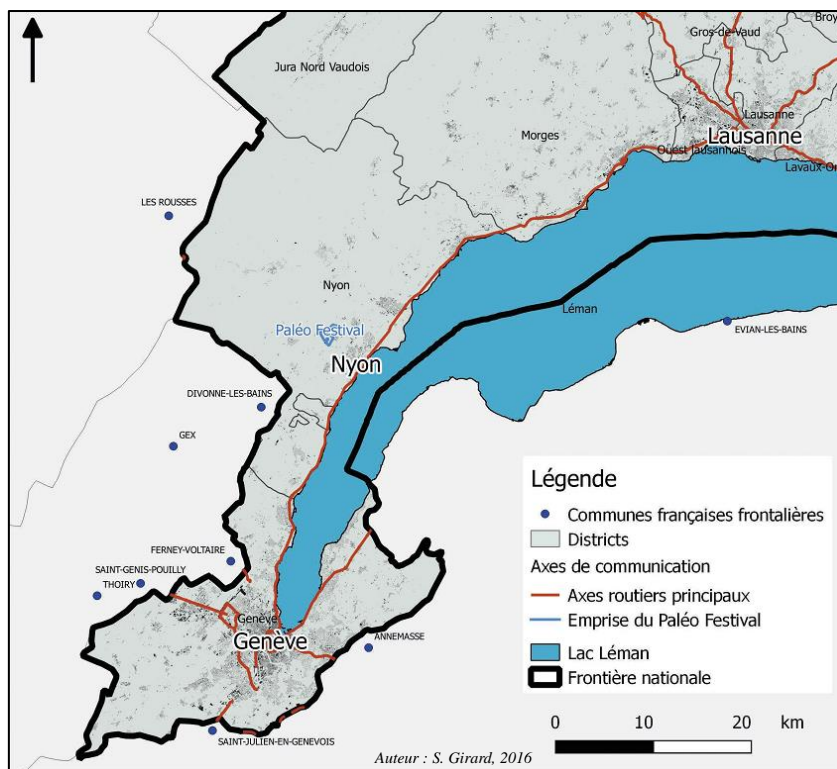 Broy
Gros-de-Vaud
Jura Nord Vaudois
Lausanne
Morges
Lausanne
Ouest lausannois
Lavaux-Or
LES ROUSSES
Nyon
Léman
Paléo Festival
EVIAN-LES-BAINS
Nyon
DIVONNE-LES-BAINS
GEX
Légende
Communes françaises frontalières
Districts
Axes de communication
Axes routiers principaux
Emprise du Paléo Festival
Lac Léman
Frontière nationale
FERNEY-VOLTAIRE
SAINT-GENIS-POUILLY
THOIRY
Genève
Genève
ANNEMASSE
SAINT-JULIEN-EN-GENEVOIS
0 10 20 km
Auteur : S. Girard, 2016